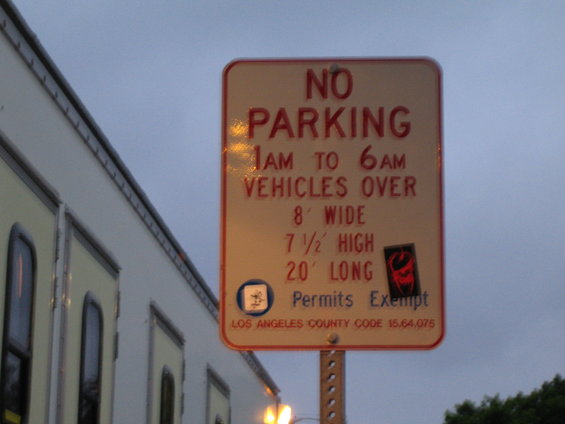 NO
PARKING
1AM TO 6AM
VEHICLES OVER
8' WIDE
7 1/2' HIGH
20' LONG
Permits Exempt
LOS ANGELES COUNTY CODE 15.64.075